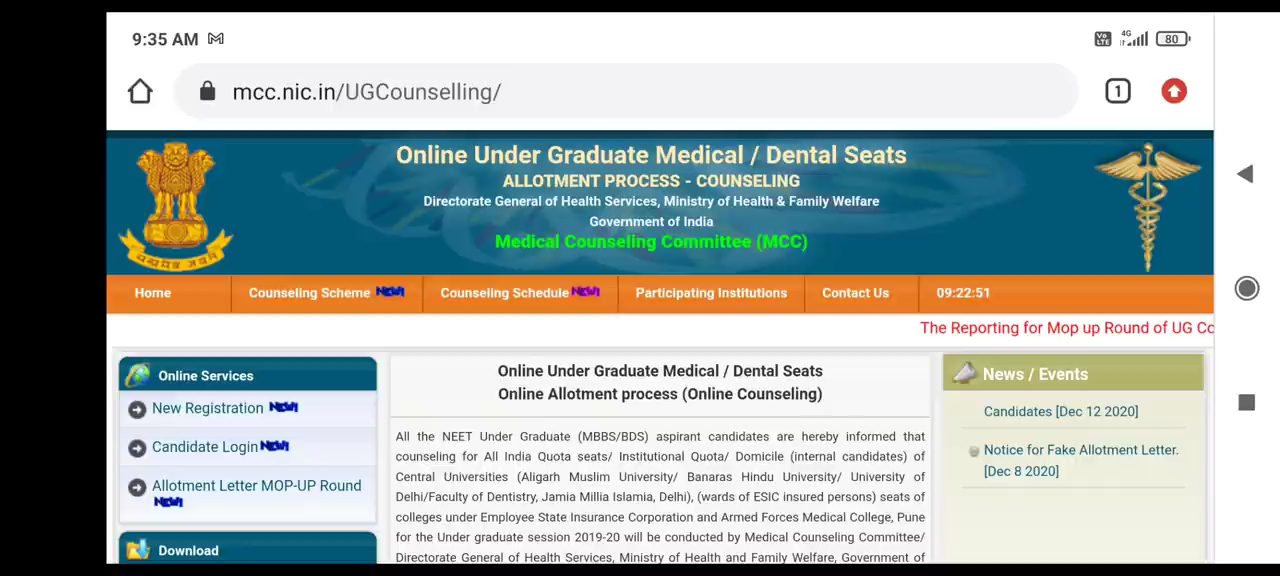 9:35 AM
Vo LTE 4G 80
mcc.nic.in/UGCounselling/
1
Online Under Graduate Medical / Dental Seats
ALLOTMENT PROCESS - COUNSELING
Directorate General of Health Services, Ministry of Health & Family Welfare
Government of India
Medical Counseling Committee (MCC)
सत्यमेव जयते
Home Counseling Scheme NEW! Counseling Schedule NEW! Participating Institutions Contact Us 09:22:51
The Reporting for Mop up Round of UG Co
Online Services
New Registration NEW!
Candidate Login NEW!
Allotment Letter MOP-UP Round
NEW!
Download
Online Under Graduate Medical / Dental Seats
Online Allotment process (Online Counseling)
All the NEET Under Graduate (MBBS/BDS) aspirant candidates are hereby informed that
counseling for All India Quota seats/ Institutional Quota/ Domicile (internal candidates) of
Central Universities (Aligarh Muslim University/ Banaras Hindu University/ University of
Delhi/Faculty of Dentistry, Jamia Millia Islamia, Delhi), (wards of ESIC insured persons) seats of
colleges under Employee State Insurance Corporation and Armed Forces Medical College, Pune
for the Under graduate session 2019-20 will be conducted by Medical Counseling Committee/
Directorate General of Health Services, Ministry of Health and Family Welfare, Government of
News / Events
Candidates [Dec 12 2020]
Notice for Fake Allotment Letter.
[Dec 8 2020]